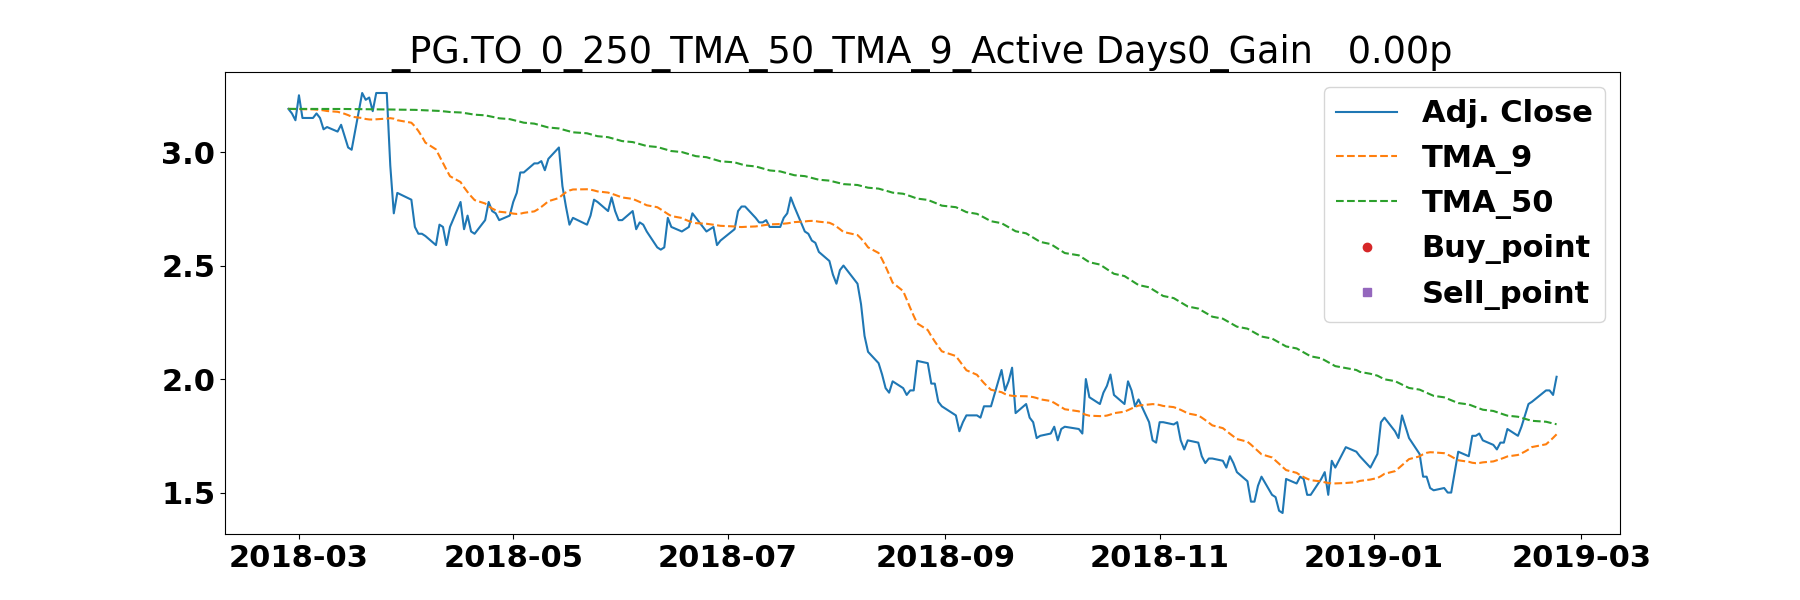 _PG.TO_0_250_TMA_50_TMA_9_Active Days0_Gain   0.00p
Adj. Close
TMA_9
TMA_50
Buy_point
Sell_point
3.0
2.5
2.0
1.5
2018-03 2018-05 2018-07 2018-09 2018-11 2019-01 2019-03